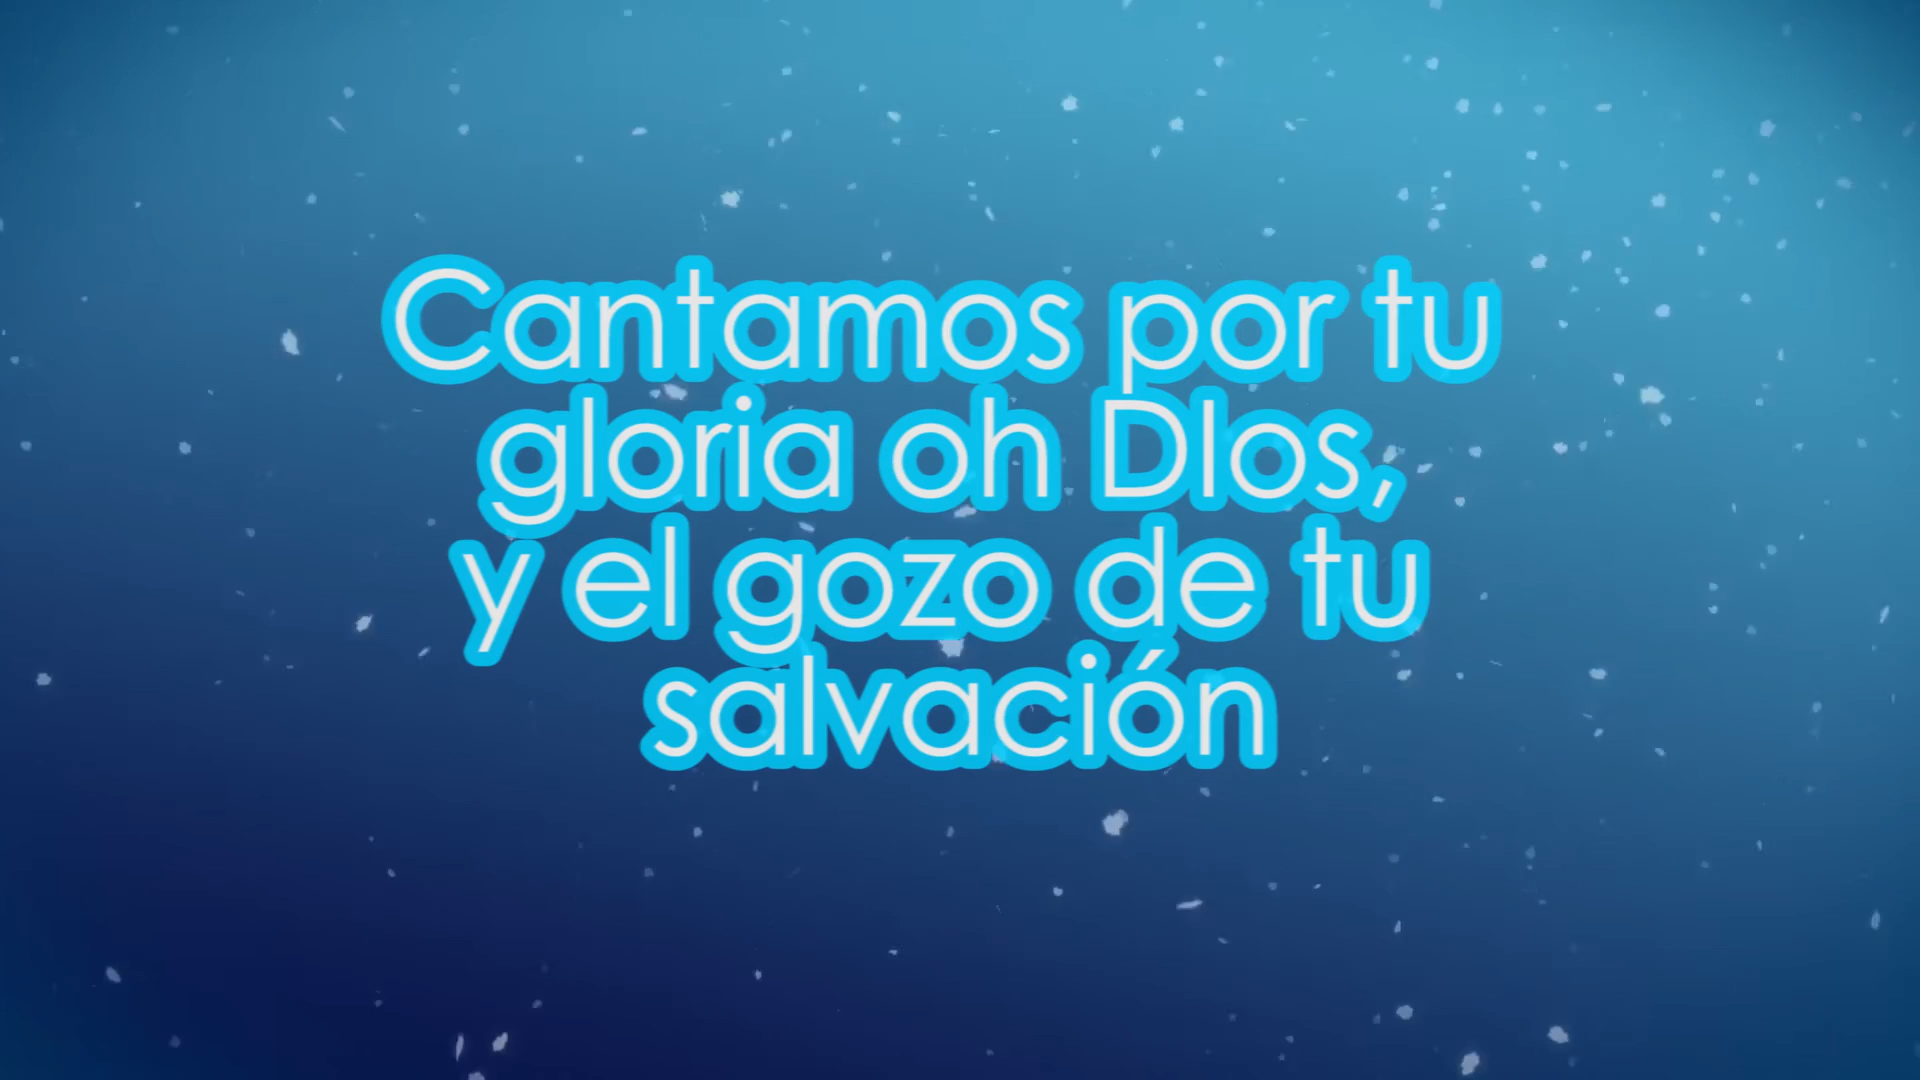 Cantamos por tu
gloria oh DIos,
y el gozo de tu
salvación